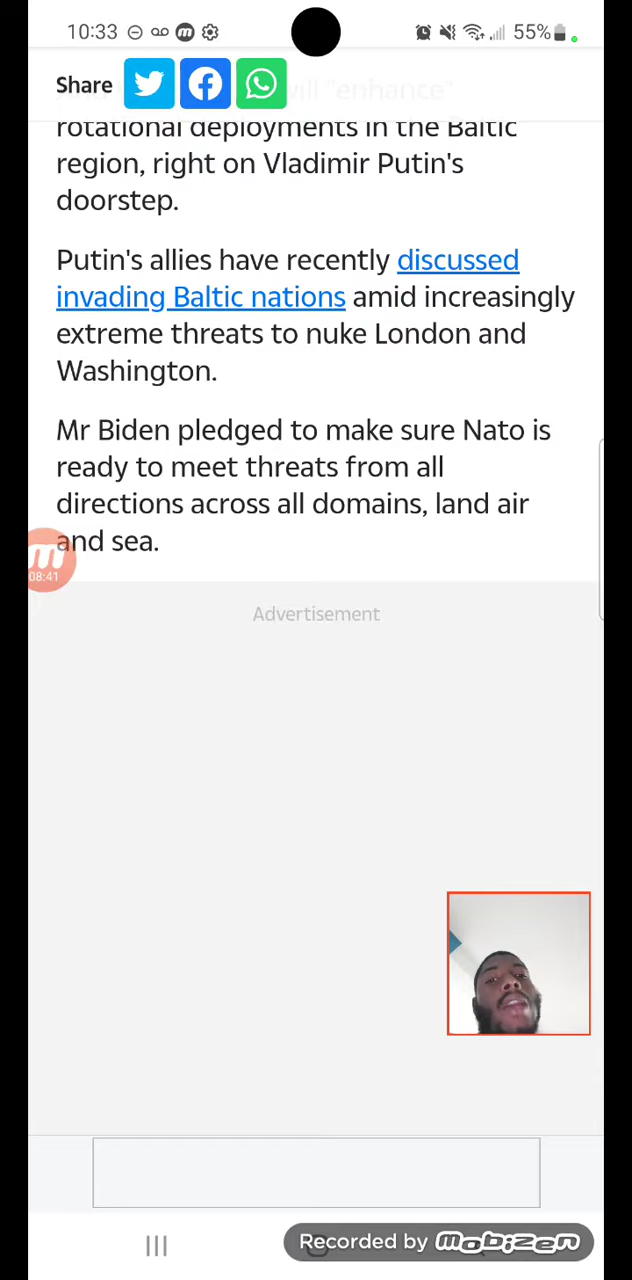 10:33
55%
Share
will "enhance"
rotational deployments in the Baltic
region, right on Vladimir Putin's
doorstep.
Putin's allies have recently discussed
invading Baltic nations amid increasingly
extreme threats to nuke London and
Washington.
Mr Biden pledged to make sure Nato is
ready to meet threats from all
directions across all domains, land air
and sea.
08:41
Advertisement
Recorded by mobizen